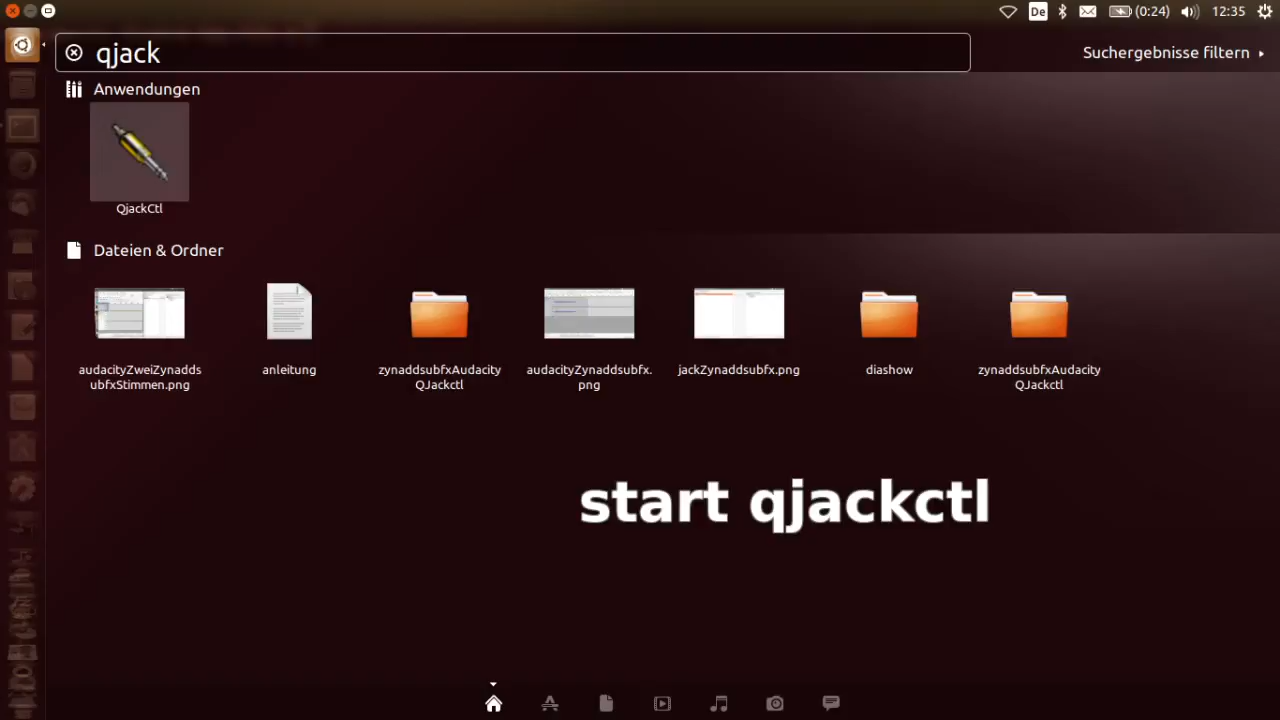 De (0:24) 12:35
qjack
Suchergebnisse filtern
Anwendungen
QjackCtl
Dateien & Ordner
audacityZweiZynadds
ubfxStimmen.png
anleitung
zynaddsubfxAudacity
QJackctl
audacityZynaddsubfx.
png
jackZynaddsubfx.png
diashow
zynaddsubfxAudacity
QJackctl
start qjackctl